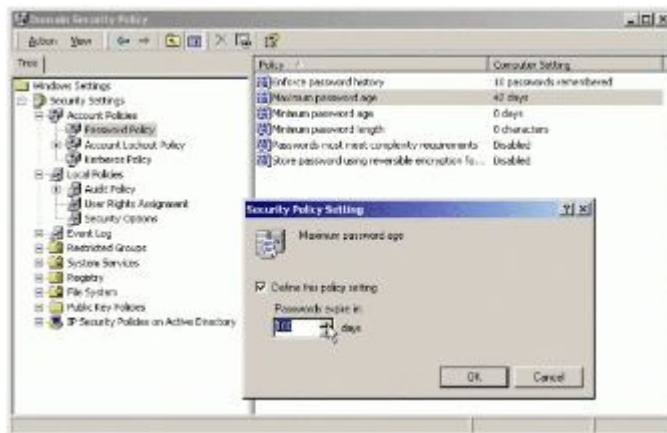 Domain Security Policy
Action View
Tree
Windows Settings
Security Settings
Account Policies
Password Policy
Account Lockout Policy
Kerberos Policy
Local Policies
Audit Policy
User Rights Assignment
Security Options
Event Log
Restricted Groups
System Services
Registry
File System
Public Key Policies
IP Security Policies on Active Directory
Policy Computer Setting
Enforce password history 10 passwords remembered
Maximum password age 42 days
Minimum password age 0 days
Minimum password length 0 characters
Passwords must meet complexity requirements Disabled
Store password using reversible encryption fo... Disabled
Security Policy Setting
Maximum password age
Define this policy setting
Passwords expire in:
days
OK Cancel